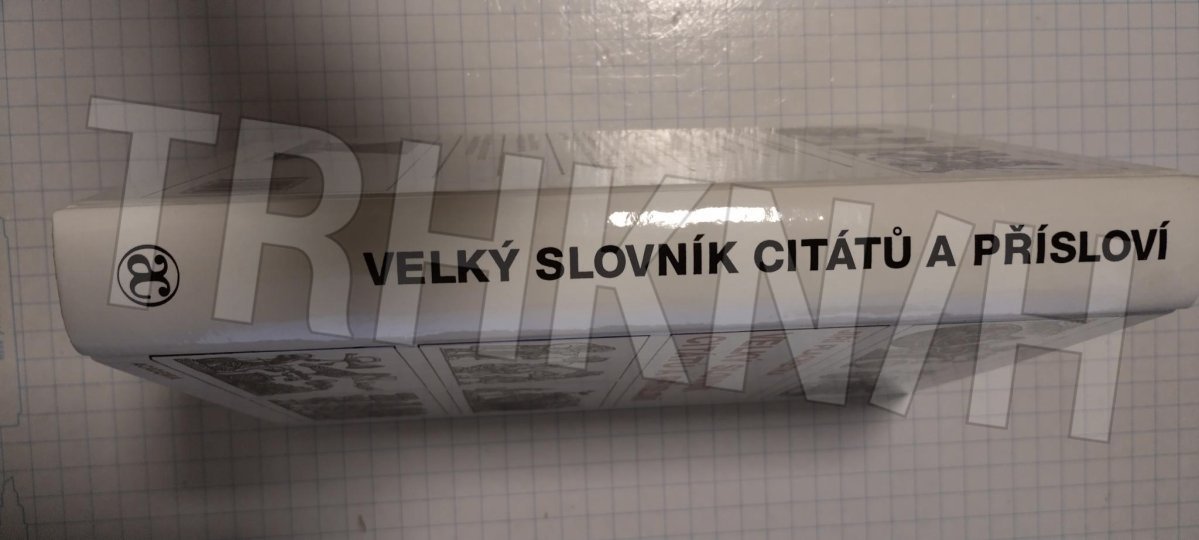 VELKÝ SLOVNÍK CITÁTŮ A PŘÍSLOVÍ
TRHKNIH